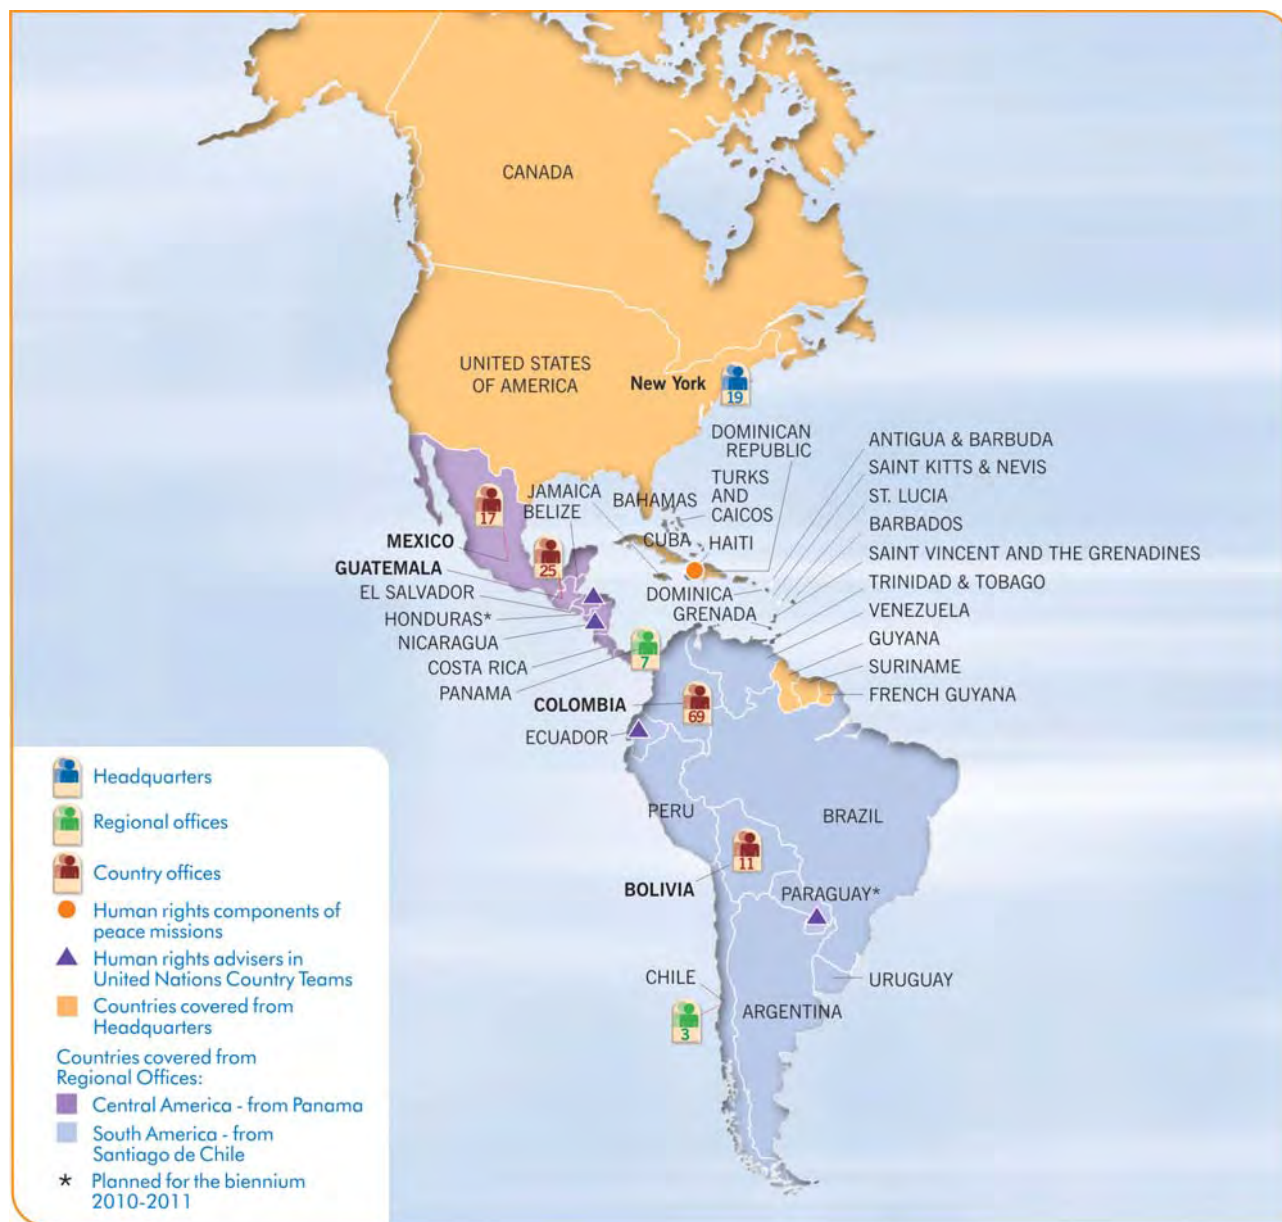 CANADA
UNITED STATES
OF AMERICA
New York
19
DOMINICAN
REPUBLIC
ANTIGUA & BARBUDA
SAINT KITTS & NEVIS
ST. LUCIA
BARBADOS
SAINT VINCENT AND THE GRENADINES
TRINIDAD & TOBAGO
VENEZUELA
GUYANA
SURINAME
FRENCH GUYANA
TURKS
AND
CAICOS
BAHAMAS
JAMAICA
BELIZE
CUBA
HAITI
17
MEXICO
25
GUATEMALA
EL SALVADOR
HONDURAS*
NICARAGUA
COSTA RICA
PANAMA
7
DOMINICA
GRENADA
COLOMBIA
69
ECUADOR
PERU
BRAZIL
11
BOLIVIA
PARAGUAY*
CHILE
URUGUAY
ARGENTINA
3
Headquarters
Regional offices
Country offices
Human rights components of
peace missions
Human rights advisers in
United Nations Country Teams
Countries covered from
Headquarters
Countries covered from
Regional Offices:
Central America - from Panama
South America - from
Santiago de Chile
* Planned for the biennium
2010-2011